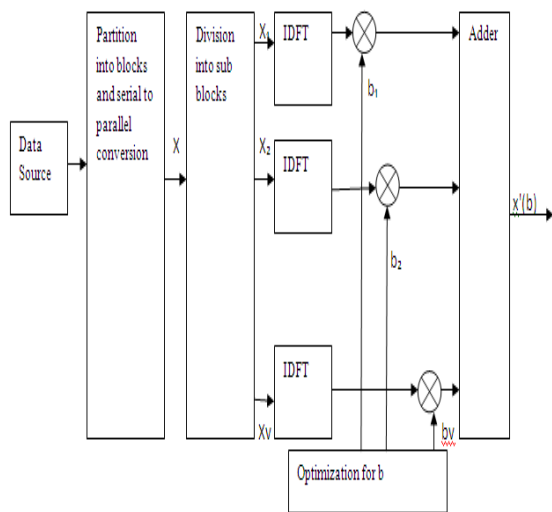 Partition
into blocks
and serial to
parallel
conversion
Division
into sub
blocks
X₁
IDFT
Adder
b₁
Data
Source
X
X₂
IDFT
x'(b)
b₂
IDFT
Xv
bv
Optimization for b